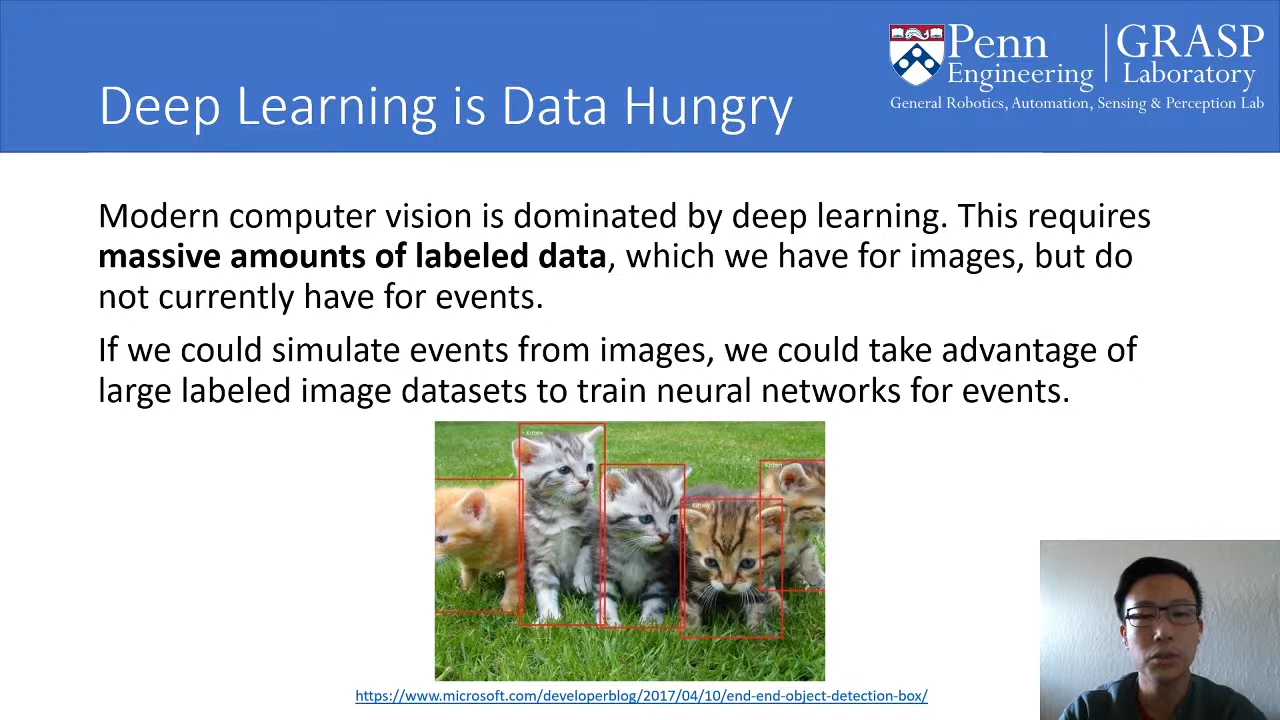 Penn
Engineering
GRASP
Laboratory
General Robotics, Automation, Sensing & Perception Lab
Deep Learning is Data Hungry
Modern computer vision is dominated by deep learning. This requires
massive amounts of labeled data, which we have for images, but do
not currently have for events.
If we could simulate events from images, we could take advantage of
large labeled image datasets to train neural networks for events.
Kitten
Kitten
Kitten
Kitten
https://www.microsoft.com/developerblog/2017/04/10/end-end-object-detection-box/